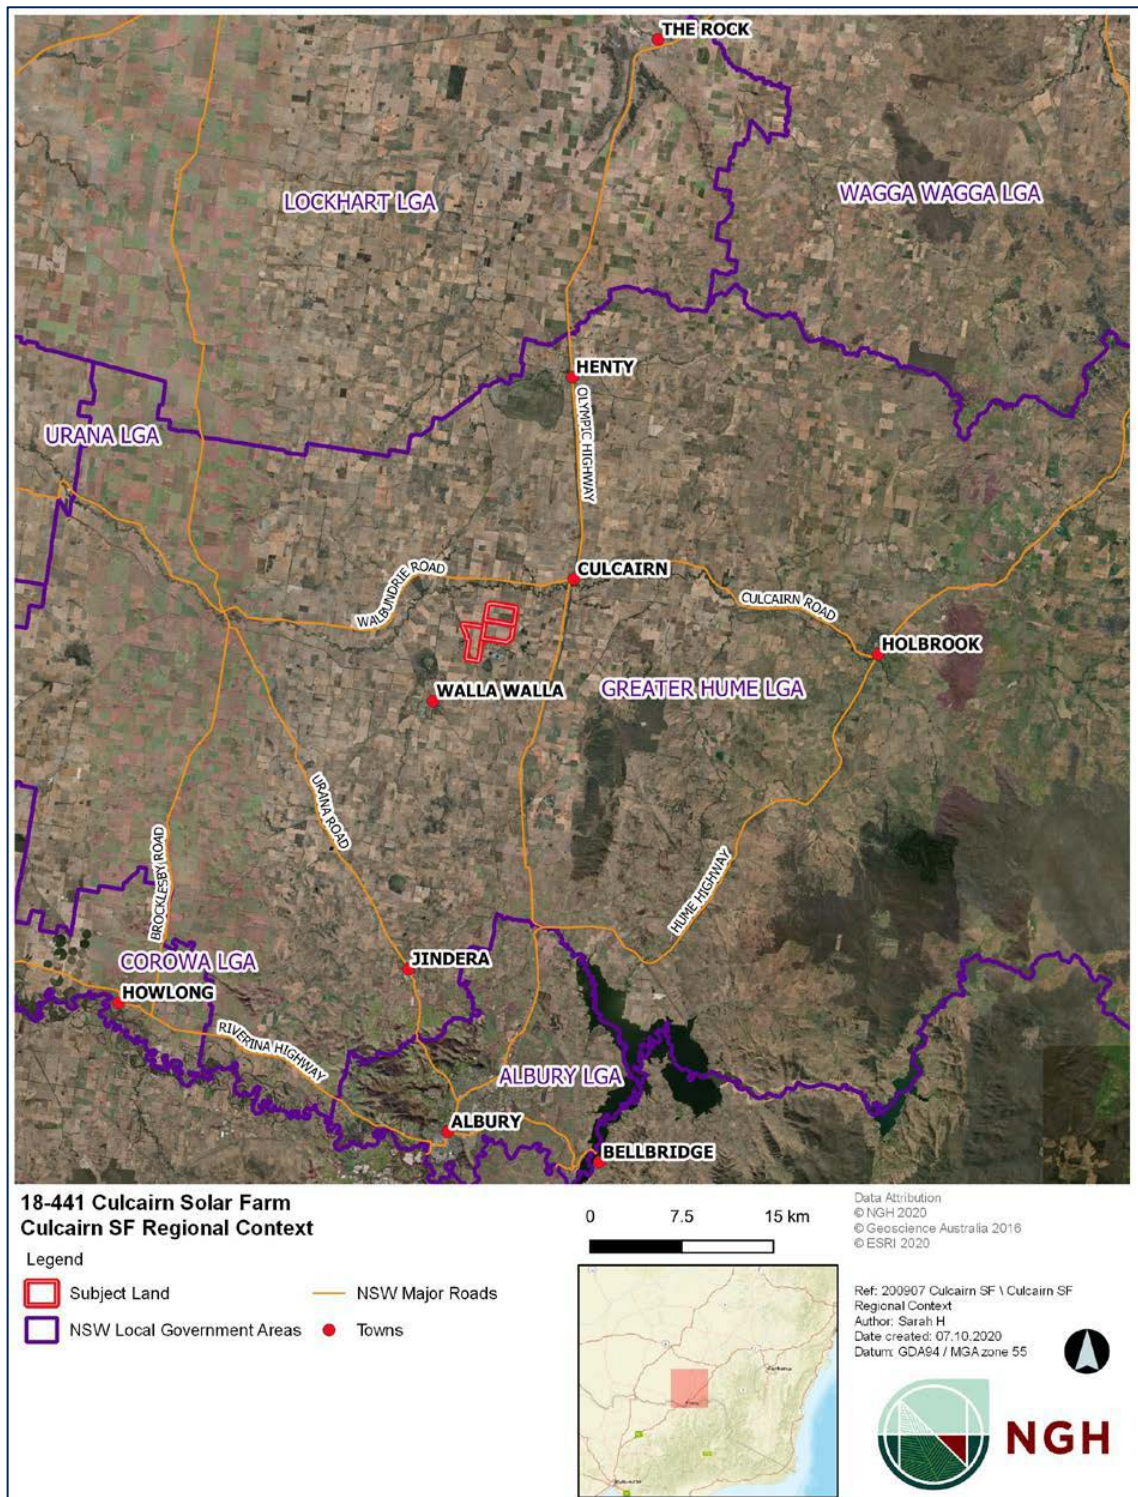 THE ROCK
LOCKHART LGA
WAGGA WAGGA LGA
HENTY
OLYMPIC HIGHWAY
URANA LGA
CULCAIRN
WALBUNDRIE ROAD
CULCAIRN ROAD
HOLBROOK
WALLA WALLA
GREATER HUME LGA
URANA ROAD
BROCKLESBY ROAD
HUME HIGHWAY
JINDERA
COROWA LGA
HOWLONG
RIVERINA HIGHWAY
ALBURY LGA
ALBURY
BELLBRIDGE
18-441 Culcairn Solar Farm
Culcairn SF Regional Context
Legend
Subject Land
NSW Major Roads
NSW Local Government Areas
Towns
0 7.5 15 km
Data Attribution
© NGH 2020
© Geoscience Australia 2016
© ESRI 2020
Ref: 200907 Culcairn SF \ Culcairn SF
Regional Context
Author: Sarah H
Date created: 07.10.2020
Datum: GDA94 / MGA zone 55
NGH